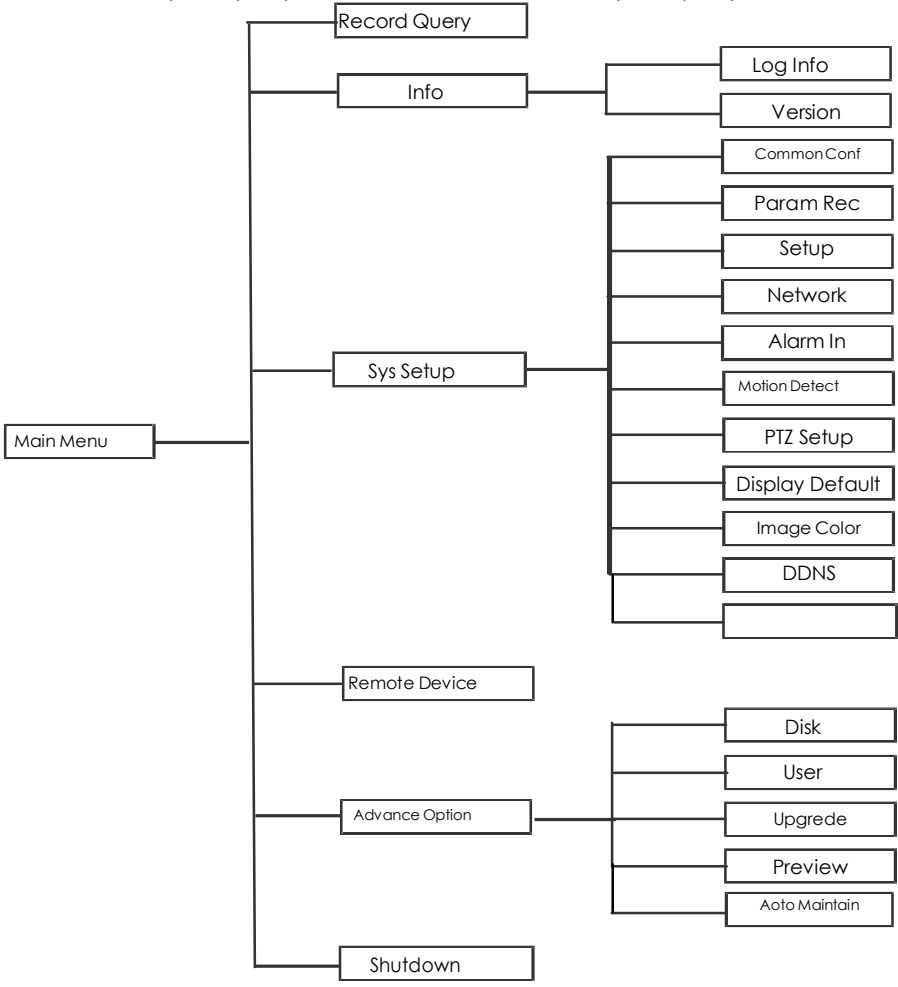 Record Query
Info
Log Info
Version
Common Conf
Param Rec
Setup
Network
Alarm In
Sys Setup
Motion Detect
Main Menu
PTZ Setup
Display Default
Image Color
DDNS
Remote Device
Disk
User
Advance Option
Upgrede
Preview
Aoto Maintain
Shutdown